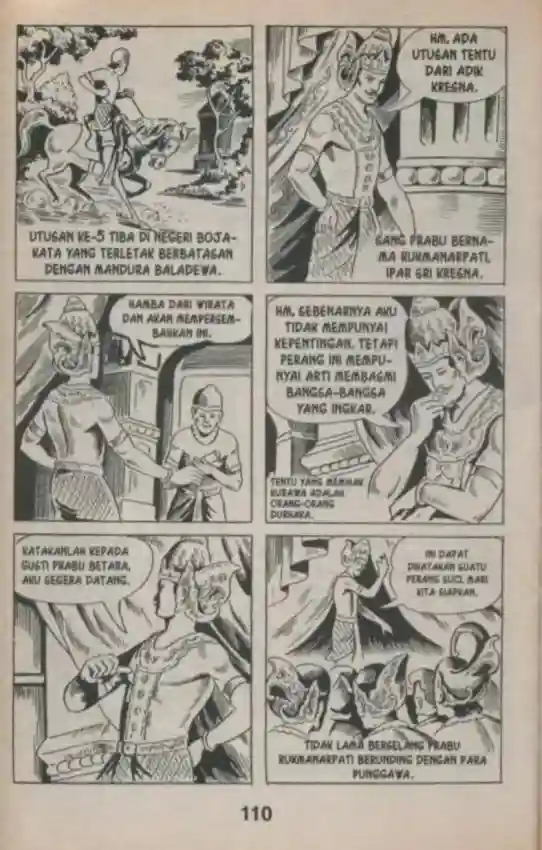 UTUSAN KE-5 TIBA DI NEGERI BOJA-
KATA YANG TERLETAK BERBATASAN
DENGAN MANDURA BALADEWA.
HM, ADA
UTUSAN TENTU
DARI ADIK
KRESNA.
SANG PRABU BERNA-
MA RUKMANARPATI,
IPAR SRI KRESNA.
HAMBA DARI WIRATA
DAN AKAN MEMPERSEM-
BAHKAN INI.
HM, SEBENARNYA AKU
TIDAK MEMPUNYAI
KEPENTINGAN. TETAPI
PERANG INI MEMPU-
NYAI ARTI MEMBASMI
BANGSA-BANGSA
YANG INGKAR.
TENTU YANG MEMIHAK
KURAWA ADALAH
ORANG-ORANG
DURHAKA.
KATAKANLAH KEPADA
GUSTI PRABU BETARA,
AKU SEGERA DATANG.
INI DAPAT
DIKATAKAN SUATU
PERANG SUCI, MARI
KITA SIAPKAN.
TIDAK LAMA BERSELANG PRABU
RUKMANARPATI BERUNDING DENGAN PARA
PUNGGAWA.
110